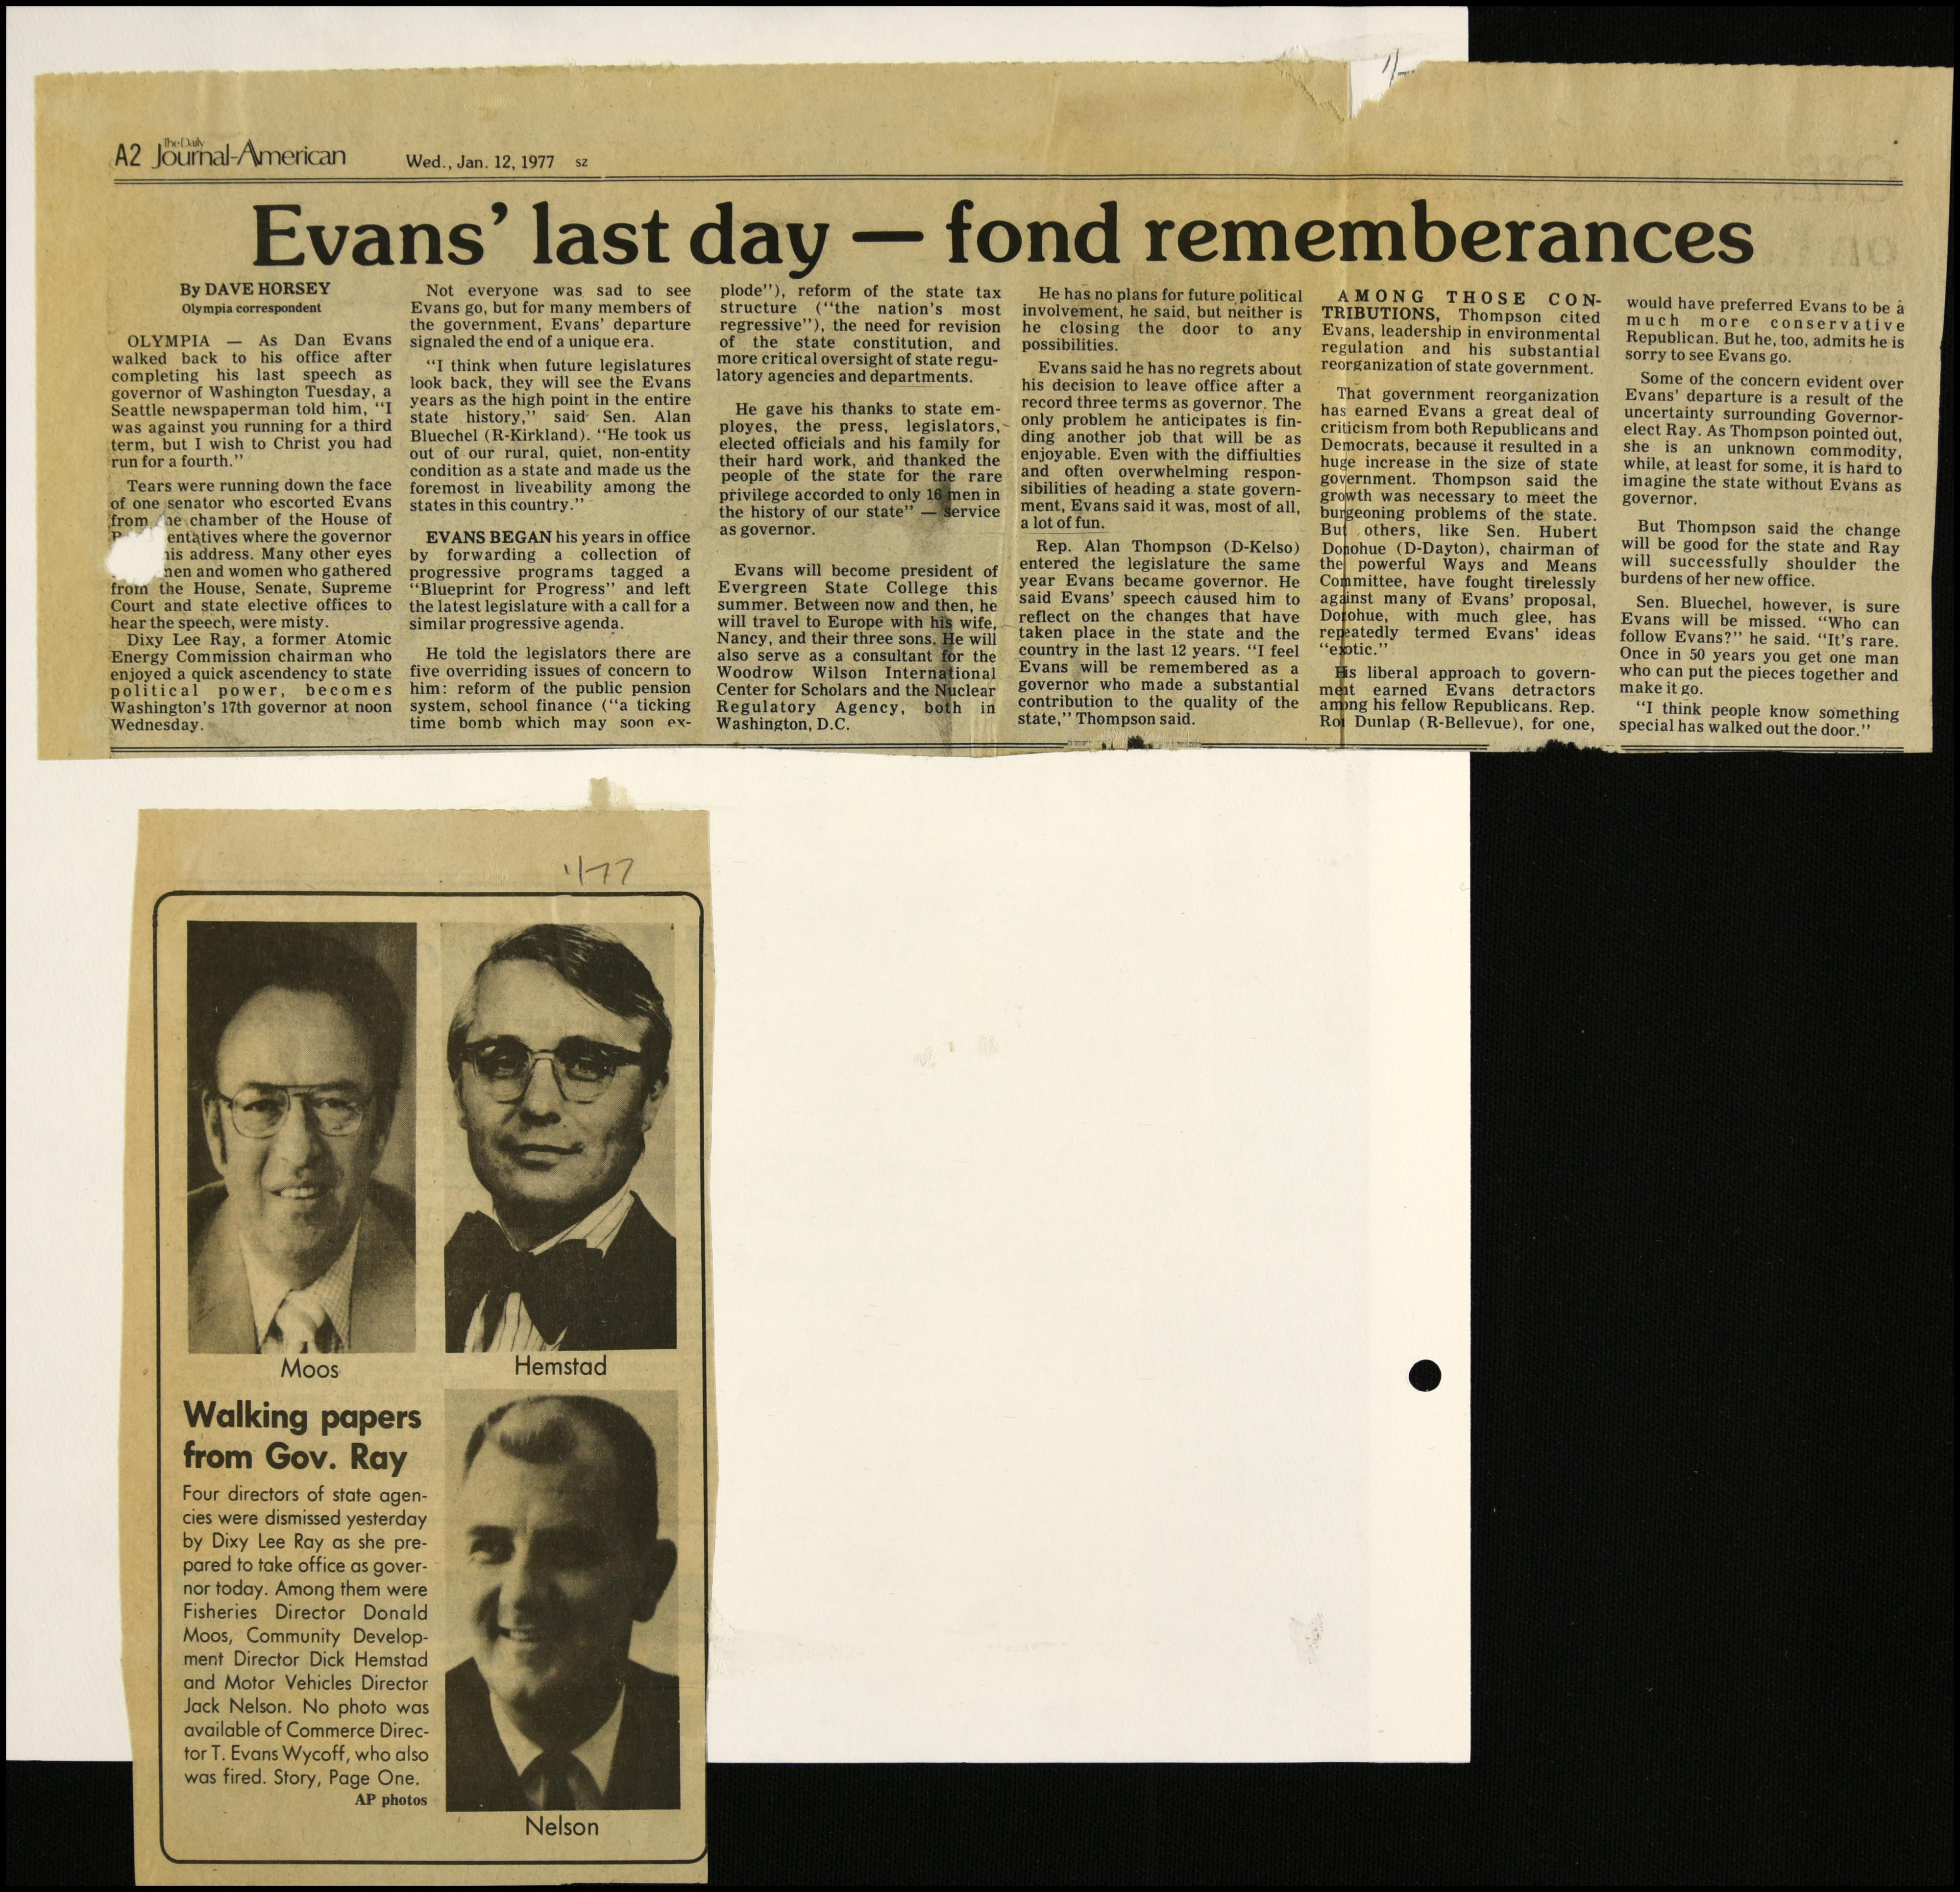 1/-
A2 The Daily Journal-American Wed., Jan. 12, 1977 sz
Evans' last day — fond rememberances
By DAVE HORSEY
Olympia correspondent
OLYMPIA — As Dan Evans
walked back to his office after
completing his last speech as
governor of Washington Tuesday, a
Seattle newspaperman told him, “I
was against you running for a third
term, but I wish to Christ you had
run for a fourth.”
Tears were running down the face
of one senator who escorted Evans
from he chamber of the House of
entatives where the governor
is address. Many other eyes
men and women who gathered
from the House, Senate, Supreme
Court and state elective offices to
hear the speech, were misty.
Dixy Lee Ray, a former Atomic
Energy Commission chairman who
enjoyed a quick ascendency to state
political power, becomes
Washington's 17th governor at noon
Wednesday.
Not everyone was sad to see
Evans go, but for many members of
the government, Evans' departure
signaled the end of a unique era.
“I think when future legislatures
look back, they will see the Evans
years as the high point in the entire
state history,” said Sen. Alan
Bluechel (R-Kirkland). “He took us
out of our rural, quiet, non-entity
condition as a state and made us the
foremost in liveability among the
states in this country.”
EVANS BEGAN his years in office
by forwarding a collection of
progressive programs tagged a
“Blueprint for Progress” and left
the latest legislature with a call for a
similar progressive agenda.
He told the legislators there are
five overriding issues of concern to
him: reform of the public pension
system, school finance (“a ticking
time bomb which may soon ex-
plode”), reform of the state tax
structure (“the nation's most
regressive”), the need for revision
of the state constitution, and
more critical oversight of state regu-
latory agencies and departments.
He gave his thanks to state em-
ployes, the press, legislators,
elected officials and his family for
their hard work, and thanked the
people of the state for the rare
privilege accorded to only 16 men in
the history of our state” — service
as governor.
Evans will become president of
Evergreen State College this
summer. Between now and then, he
will travel to Europe with his wife,
Nancy, and their three sons. He will
also serve as a consultant for the
Woodrow Wilson International
Center for Scholars and the Nuclear
Regulatory Agency, both in
Washington, D.C.
He has no plans for future political
involvement, he said, but neither is
he closing the door to any
possibilities.
Evans said he has no regrets about
his decision to leave office after a
record three terms as governor. The
only problem he anticipates is fin-
ding another job that will be as
enjoyable. Even with the diffiulties
and often overwhelming respon-
sibilities of heading a state govern-
ment, Evans said it was, most of all,
a lot of fun.
Rep. Alan Thompson (D-Kelso)
entered the legislature the same
year Evans became governor. He
said Evans' speech caused him to
reflect on the changes that have
taken place in the state and the
country in the last 12 years. “I feel
Evans will be remembered as a
governor who made a substantial
contribution to the quality of the
state,” Thompson said.
AMONG THOSE CON-
TRIBUTIONS, Thompson cited
Evans, leadership in environmental
regulation and his substantial
reorganization of state government.
That government reorganization
has earned Evans a great deal of
criticism from both Republicans and
Democrats, because it resulted in a
huge increase in the size of state
government. Thompson said the
growth was necessary to meet the
burgeoning problems of the state.
But others, like Sen. Hubert
Donohue (D-Dayton), chairman of
the powerful Ways and Means
Committee, have fought tirelessly
against many of Evans' proposal,
Donohue, with much glee, has
repeatedly termed Evans' ideas
“exotic.”
His liberal approach to govern-
ment earned Evans detractors
among his fellow Republicans. Rep.
Ron Dunlap (R-Bellevue), for one,
would have preferred Evans to be a
much more conservative
Republican. But he, too, admits he is
sorry to see Evans go.
Some of the concern evident over
Evans' departure is a result of the
uncertainty surrounding Governor-
elect Ray. As Thompson pointed out,
she is an unknown commodity,
while, at least for some, it is hard to
imagine the state without Evans as
governor.
But Thompson said the change
will be good for the state and Ray
will successfully shoulder the
burdens of her new office.
Sen. Bluechel, however, is sure
Evans will be missed. “Who can
follow Evans?” he said. “It's rare.
Once in 50 years you get one man
who can put the pieces together and
make it go.
“I think people know something
special has walked out the door.”
1/77
Moos
Hemstad
Walking papers
from Gov. Ray
Four directors of state agen-
cies were dismissed yesterday
by Dixy Lee Ray as she pre-
pared to take office as gover-
nor today. Among them were
Fisheries Director Donald
Moos, Community Develop-
ment Director Dick Hemstad
and Motor Vehicles Director
Jack Nelson. No photo was
available of Commerce Direc-
tor T. Evans Wycoff, who also
was fired. Story, Page One.
AP photos
Nelson